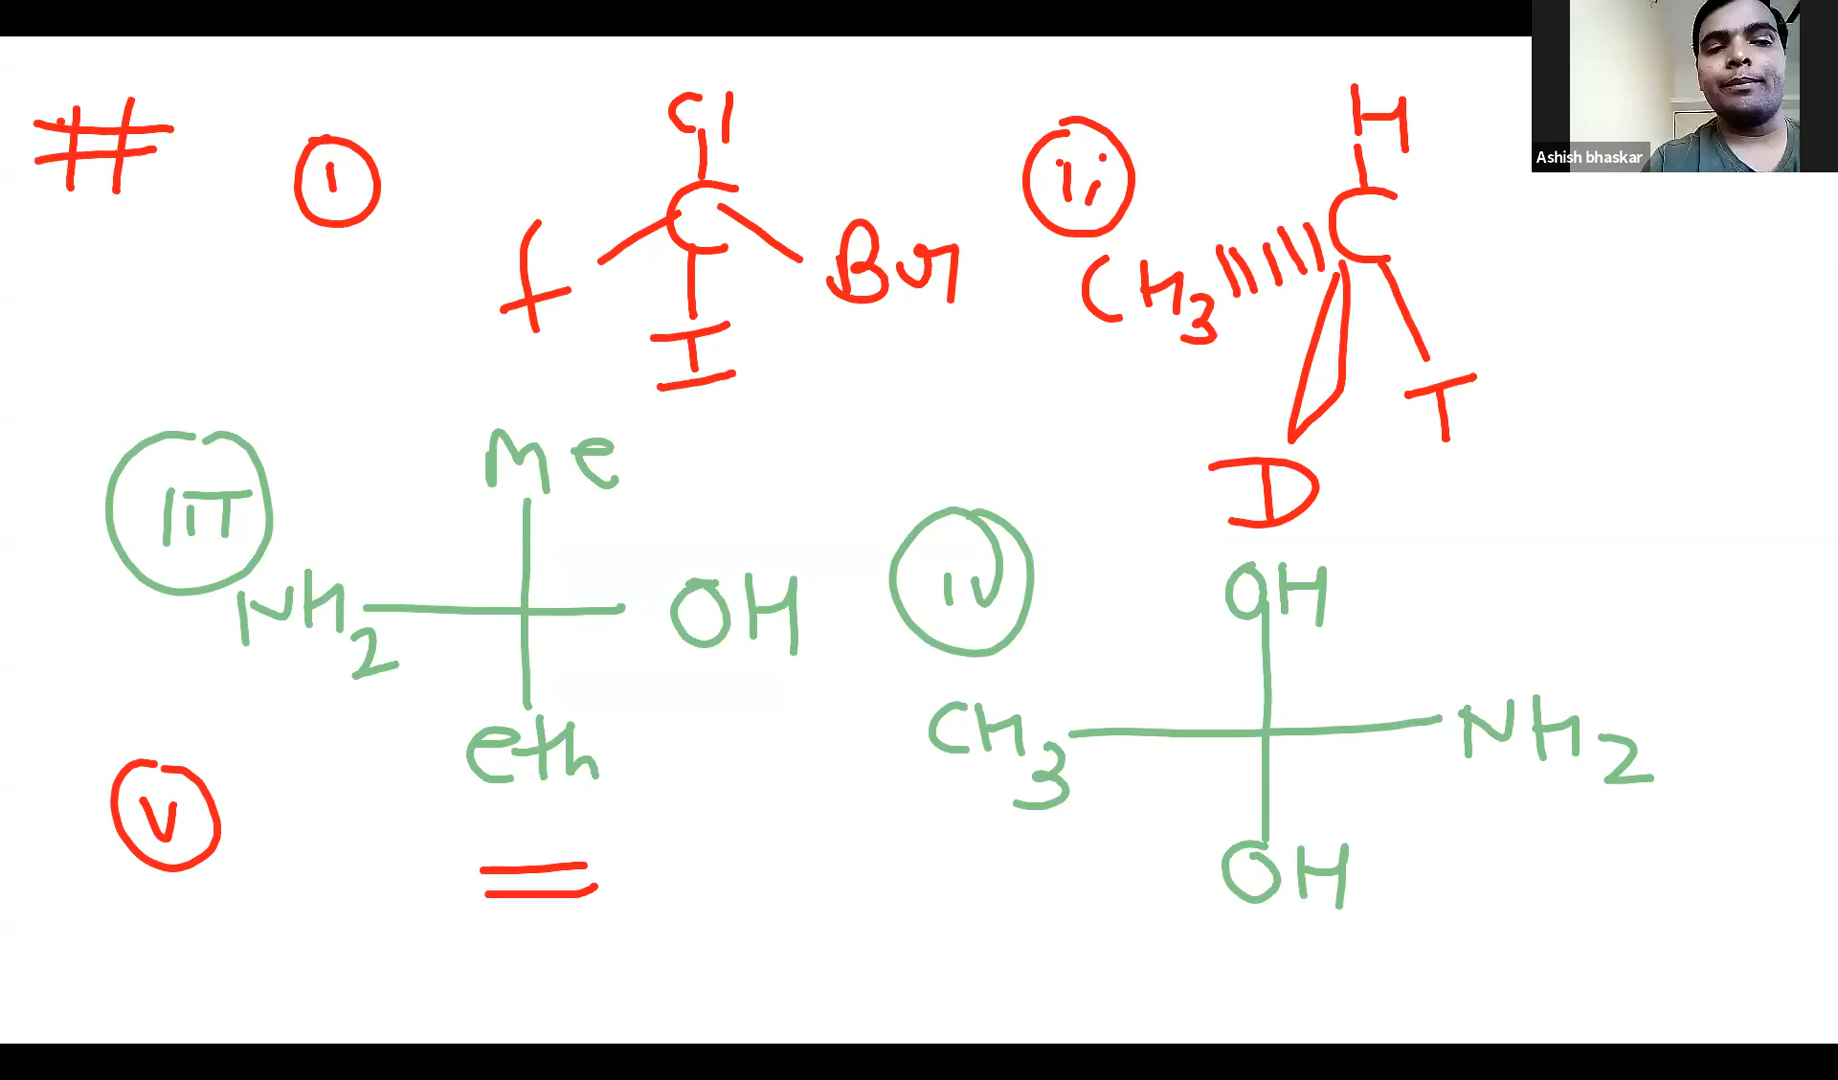 #
i
Cl
C
f
Br
I
ii
H
C
CH3
D
T
Ashish bhaskar
iii
Me
NH2
OH
eth
iv
OH
CH3
NH2
OH
v
=